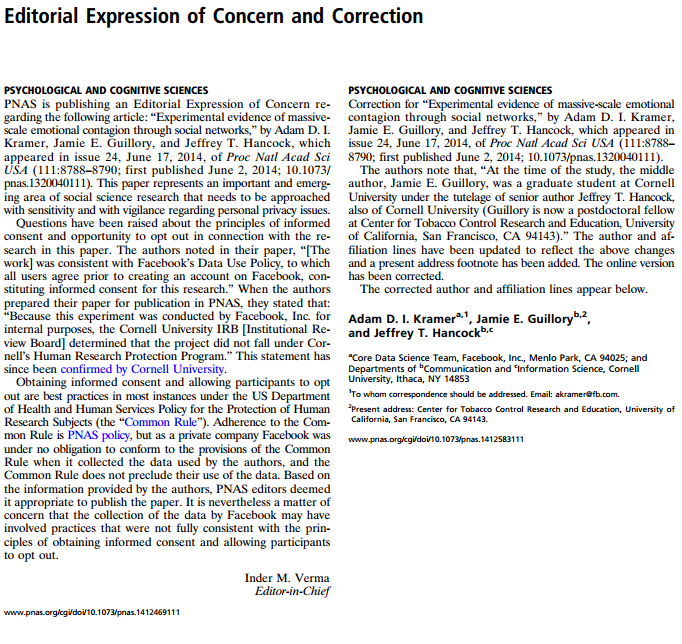 Editorial Expression of Concern and Correction
PSYCHOLOGICAL AND COGNITIVE SCIENCES
PNAS is publishing an Editorial Expression of Concern re-
garding the following article: “Experimental evidence of massive-
scale emotional contagion through social networks,” by Adam D. I.
Kramer, Jamie E. Guillory, and Jeffrey T. Hancock, which
appeared in issue 24, June 17, 2014, of Proc Natl Acad Sci
USA (111:8788–8790; first published June 2, 2014; 10.1073/
pnas.1320040111). This paper represents an important and emerg-
ing area of social science research that needs to be approached
with sensitivity and with vigilance regarding personal privacy issues.
Questions have been raised about the principles of informed
consent and opportunity to opt out in connection with the re-
search in this paper. The authors noted in their paper, “[The
work] was consistent with Facebook’s Data Use Policy, to which
all users agree prior to creating an account on Facebook, con-
stituting informed consent for this research.” When the authors
prepared their paper for publication in PNAS, they stated that:
“Because this experiment was conducted by Facebook, Inc. for
internal purposes, the Cornell University IRB [Institutional Re-
view Board] determined that the project did not fall under Cor-
nell’s Human Research Protection Program.” This statement has
since been confirmed by Cornell University.
Obtaining informed consent and allowing participants to opt
out are best practices in most instances under the US Department
of Health and Human Services Policy for the Protection of Human
Research Subjects (the “Common Rule”). Adherence to the Com-
mon Rule is PNAS policy, but as a private company Facebook was
under no obligation to conform to the provisions of the Common
Rule when it collected the data used by the authors, and the
Common Rule does not preclude their use of the data. Based on
the information provided by the authors, PNAS editors deemed
it appropriate to publish the paper. It is nevertheless a matter of
concern that the collection of the data by Facebook may have
involved practices that were not fully consistent with the prin-
ciples of obtaining informed consent and allowing participants
to opt out.
Inder M. Verma
Editor-in-Chief
www.pnas.org/cgi/doi/10.1073/pnas.1412469111
PSYCHOLOGICAL AND COGNITIVE SCIENCES
Correction for “Experimental evidence of massive-scale emotional
contagion through social networks,” by Adam D. I. Kramer,
Jamie E. Guillory, and Jeffrey T. Hancock, which appeared in
issue 24, June 17, 2014, of Proc Natl Acad Sci USA (111:8788–
8790; first published June 2, 2014; 10.1073/pnas.1320040111).
The authors note that, “At the time of the study, the middle
author, Jamie E. Guillory, was a graduate student at Cornell
University under the tutelage of senior author Jeffrey T. Hancock,
also of Cornell University (Guillory is now a postdoctoral fellow
at Center for Tobacco Control Research and Education, University
of California, San Francisco, CA 94143).” The author and af-
filiation lines have been updated to reflect the above changes
and a present address footnote has been added. The online version
has been corrected.
The corrected author and affiliation lines appear below.
Adam D. I. Kramera,1, Jamie E. Guilloryb,2,
and Jeffrey T. Hancockb,c
aCore Data Science Team, Facebook, Inc., Menlo Park, CA 94025; and
Departments of bCommunication and cInformation Science, Cornell
University, Ithaca, NY 14853
1To whom correspondence should be addressed. Email: akramer@fb.com.
2Present address: Center for Tobacco Control Research and Education, University of
California, San Francisco, CA 94143.
www.pnas.org/cgi/doi/10.1073/pnas.1412583111